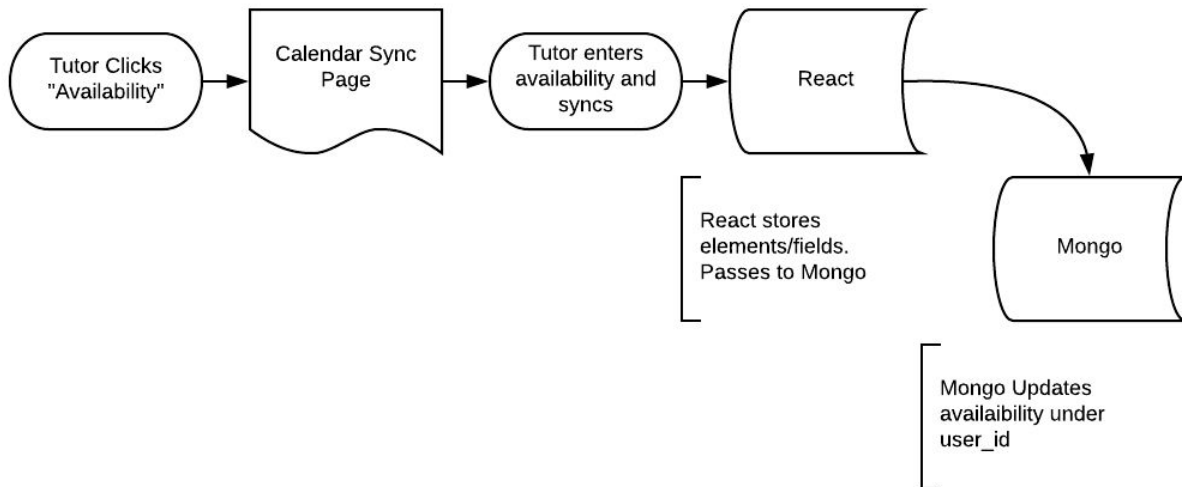 Tutor Clicks
"Availability"
Calendar Sync
Page
Tutor enters
availability and
syncs
React
React stores
elements/fields.
Passes to Mongo
Mongo
Mongo Updates
availaibility under
user_id